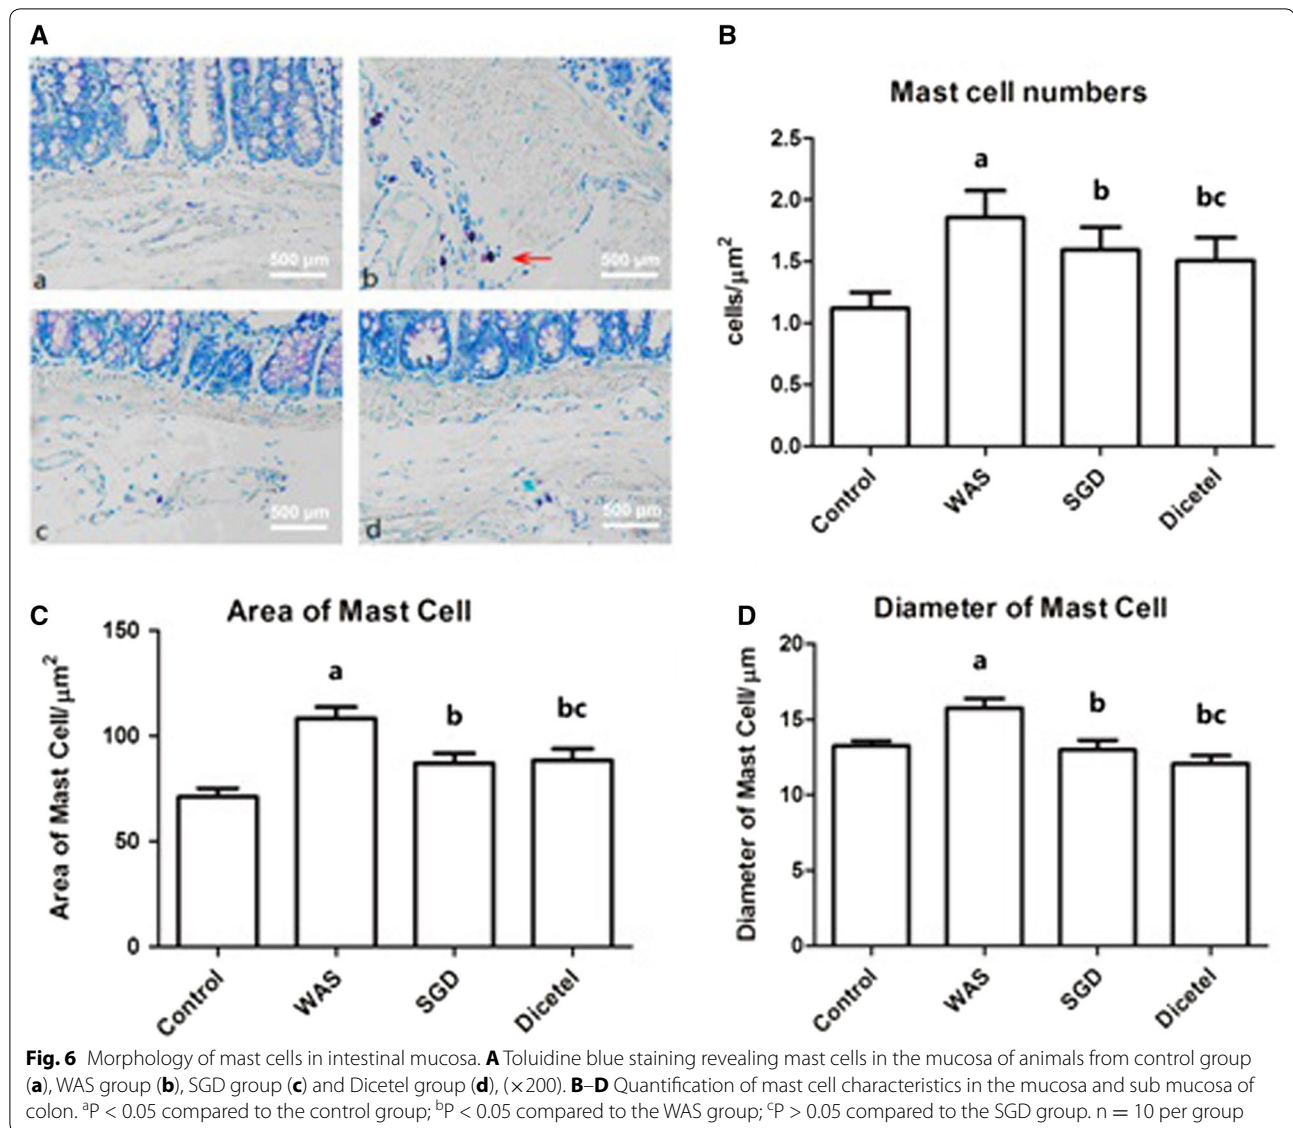 A
a
500 µm
b
500 µm
c
500 µm
d
500 µm
B
Mast cell numbers
cells/µm²
2.5
2.0
1.5
1.0
0.5
0.0
a
b
bc
Control
WAS
SGD
Dicetel
C
Area of Mast Cell
Area of Mast Cell/µm²
150
100
50
0
a
b
bc
Control
WAS
SGD
Dicetel
D
Diameter of Mast Cell
Diameter of Mast Cell/µm
20
15
10
5
0
a
b
bc
Control
WAS
SGD
Dicetel
Fig. 6 Morphology of mast cells in intestinal mucosa. A Toluidine blue staining revealing mast cells in the mucosa of animals from control group
(a), WAS group (b), SGD group (c) and Dicetel group (d), (×200). B–D Quantification of mast cell characteristics in the mucosa and sub mucosa of
colon. ᵃP < 0.05 compared to the control group; ᵇP < 0.05 compared to the WAS group; ᶜP > 0.05 compared to the SGD group. n = 10 per group